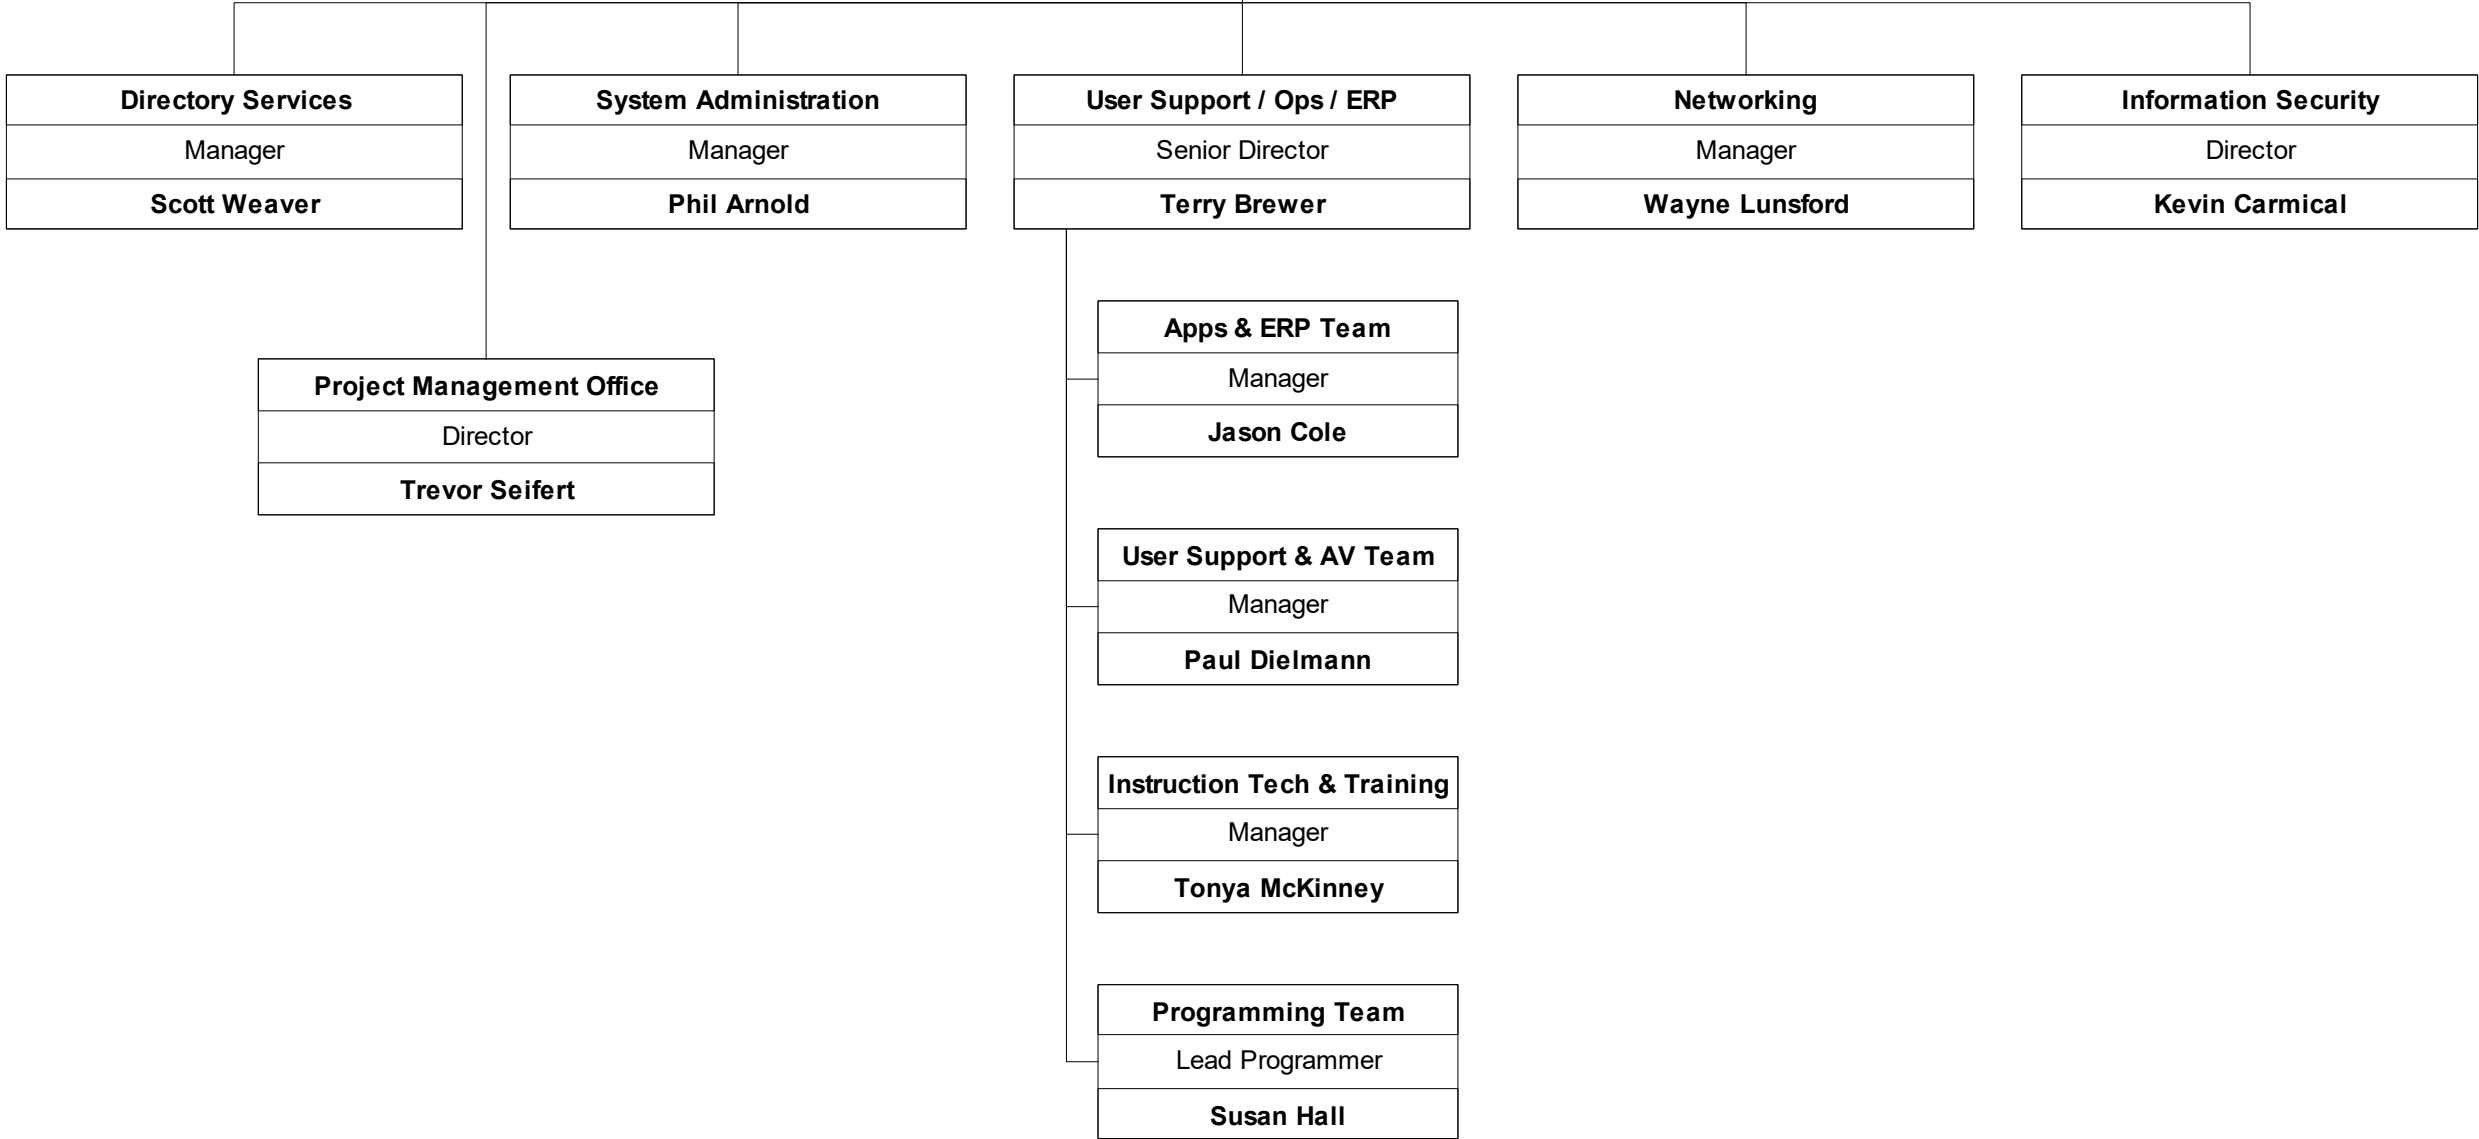 Directory Services
Manager
Scott Weaver
System Administration
Manager
Phil Arnold
User Support / Ops / ERP
Senior Director
Terry Brewer
Networking
Manager
Wayne Lunsford
Information Security
Director
Kevin Carmical
Project Management Office
Director
Trevor Seifert
Apps & ERP Team
Manager
Jason Cole
User Support & AV Team
Manager
Paul Dielmann
Instruction Tech & Training
Manager
Tonya McKinney
Programming Team
Lead Programmer
Susan Hall